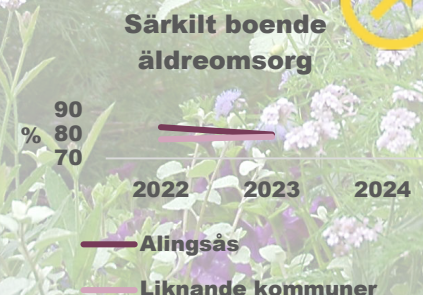 Särkilt boende
äldreomsorg
90
% 80
70
2022 2023 2024
Alingsås
Liknande kommuner